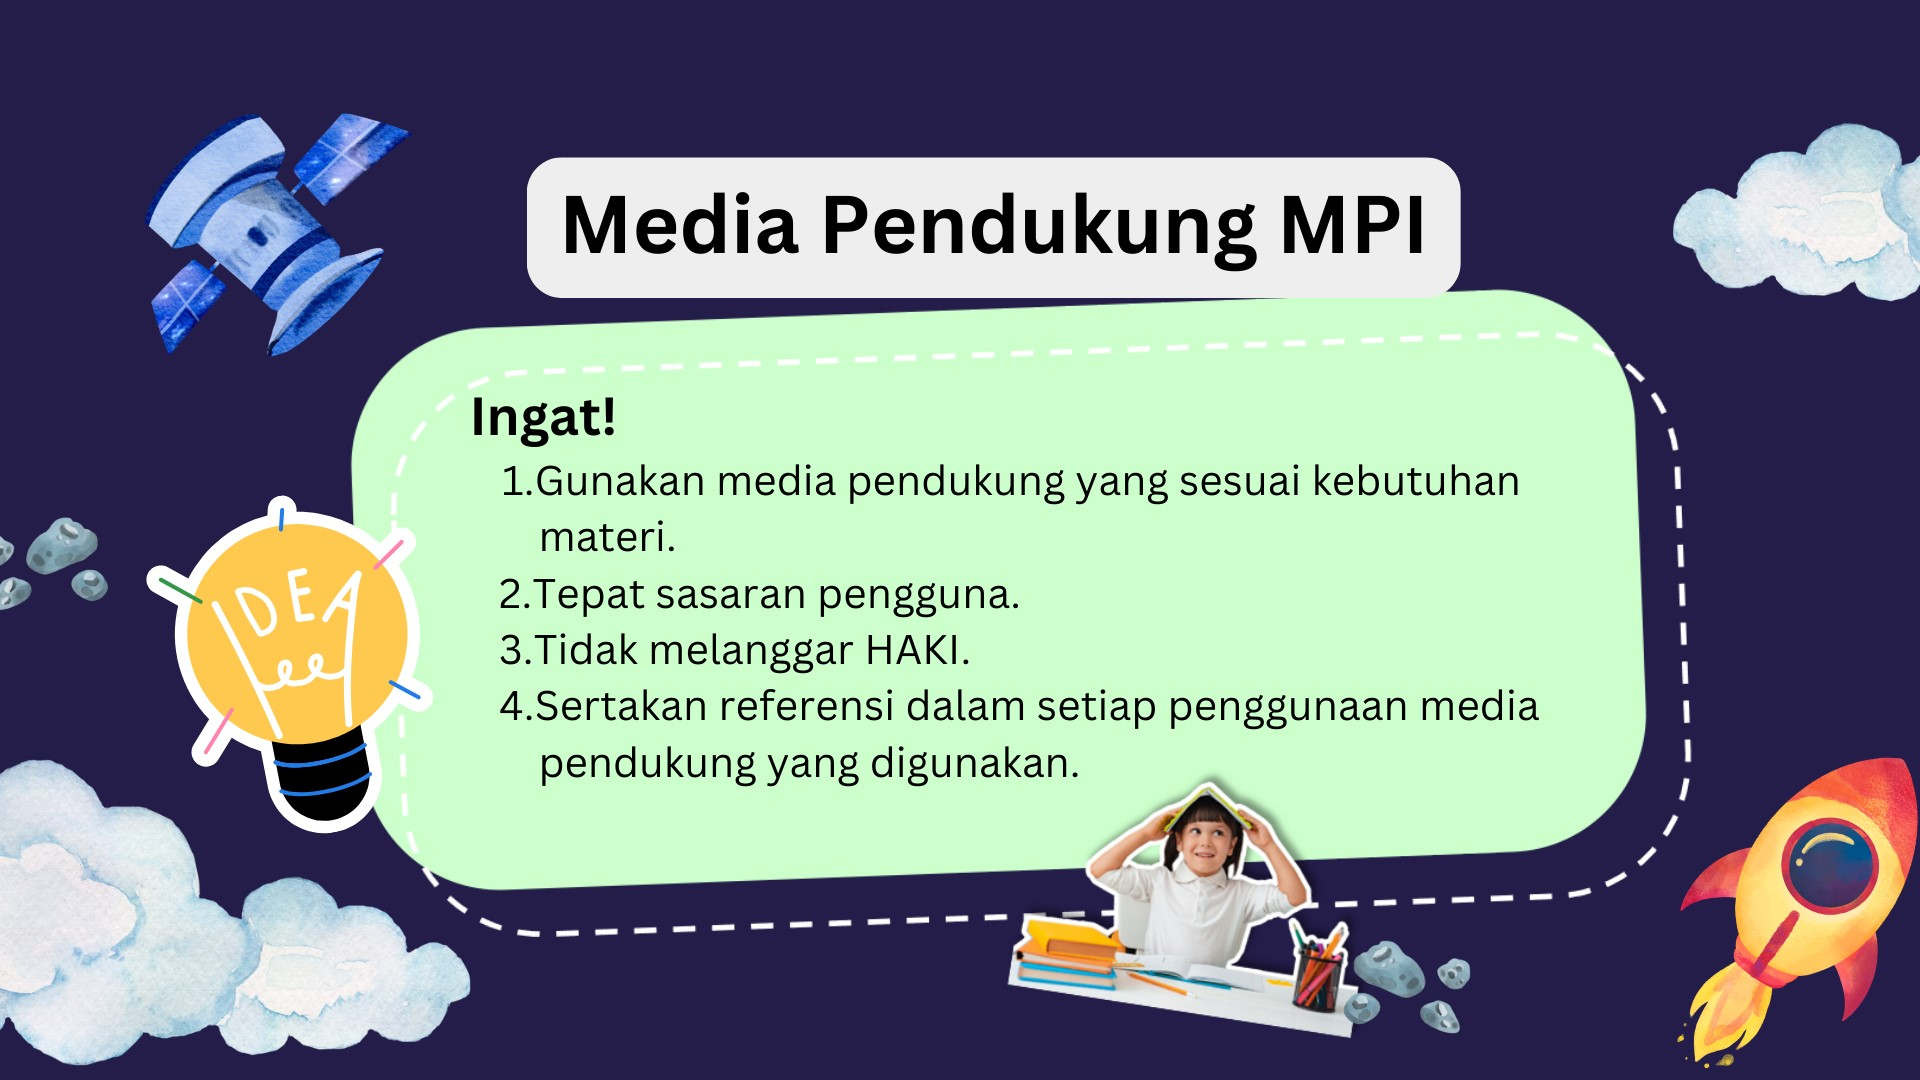 Media Pendukung MPI
Ingat!
1.Gunakan media pendukung yang sesuai kebutuhan
materi.
2.Tepat sasaran pengguna.
3.Tidak melanggar HAKI.
4.Sertakan referensi dalam setiap penggunaan media
pendukung yang digunakan.
IDEA